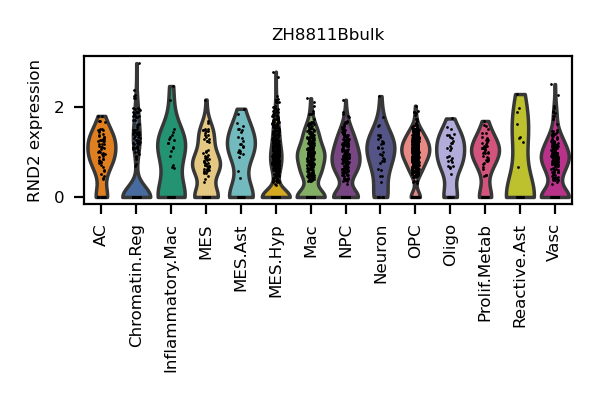 ZH8811Bbulk
RND2 expression
2
0
AC
Chromatin.Reg
Inflammatory.Mac
MES
MES.Ast
MES.Hyp
Mac
NPC
Neuron
OPC
Oligo
Prolif.Metab
Reactive.Ast
Vasc